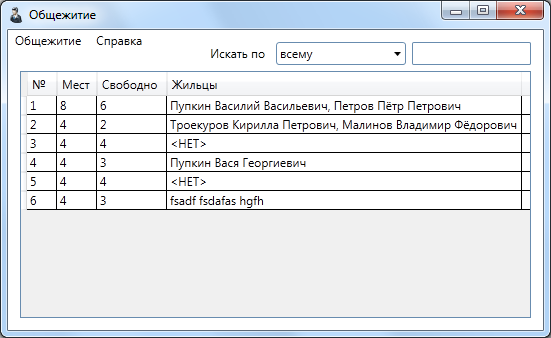 Общежитие
Общежитие Справка
Искать по всему
№ Мест Свободно Жильцы
1 8 6 Пупкин Василий Васильевич, Петров Пётр Петрович
2 4 2 Троекуров Кирилла Петрович, Малинов Владимир Фёдорович
3 4 4 <НЕТ>
4 4 3 Пупкин Вася Георгиевич
5 4 4 <НЕТ>
6 4 3 fsadf fsdafas hgfh